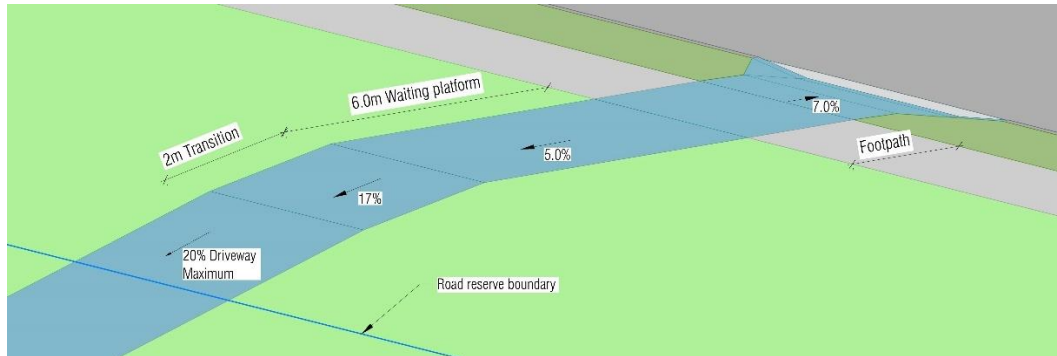 6.0m Waiting platform
7.0%
2m Transition
5.0%
Footpath
17%
20% Driveway
Maximum
Road reserve boundary